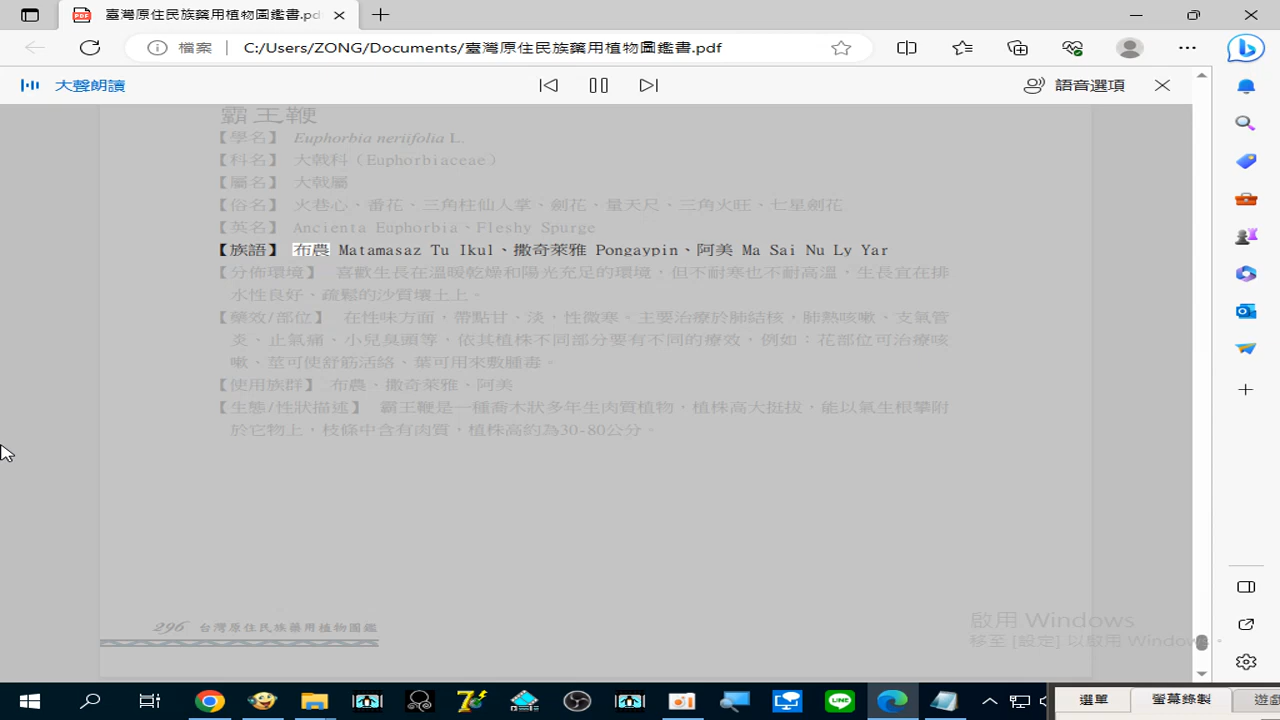 臺灣原住民族藥用植物圖鑑書.pdf
檔案
C:/Users/ZONG/Documents/臺灣原住民族藥用植物圖鑑書.pdf
大聲朗讀
語音選項
霸王鞭
【學名】 Euphorbia neriifolia L.
【科名】 大戟科（Euphorbiaceae）
【屬名】 大戟屬
【俗名】 火巷心、番花、三角柱仙人掌、劍花、量天尺、三角火旺、七星劍花
【英名】 Ancienta Euphorbia、Fleshy Spurge
【族語】 布農 Matamasaz Tu Ikul、撒奇萊雅 Pongaypin、阿美 Ma Sai Nu Ly Yar
【分佈環境】 喜歡生長在溫暖乾燥和陽光充足的環境，但不耐寒也不耐高溫，生長宜在排
水性良好、疏鬆的沙質壤土上。
【藥效/部位】 在性味方面，帶點甘、淡，性微寒。主要治療於肺結核，肺熱咳嗽、支氣管
炎、止氣痛、小兒臭頭等，依其植株不同部分要有不同的療效，例如：花部位可治療咳
嗽、莖可使舒筋活絡、葉可用來敷腫毒。
【使用族群】 布農、撒奇萊雅、阿美
【生態/性狀描述】 霸王鞭是一種喬木狀多年生肉質植物，植株高大挺拔，能以氣生根攀附
於它物上，枝條中含有肉質，植株高約為30-80公分。
296 台灣原住民族藥用植物圖鑑
啟用 Windows
移至 [設定] 以啟用 Windows。
選單
螢幕錄製